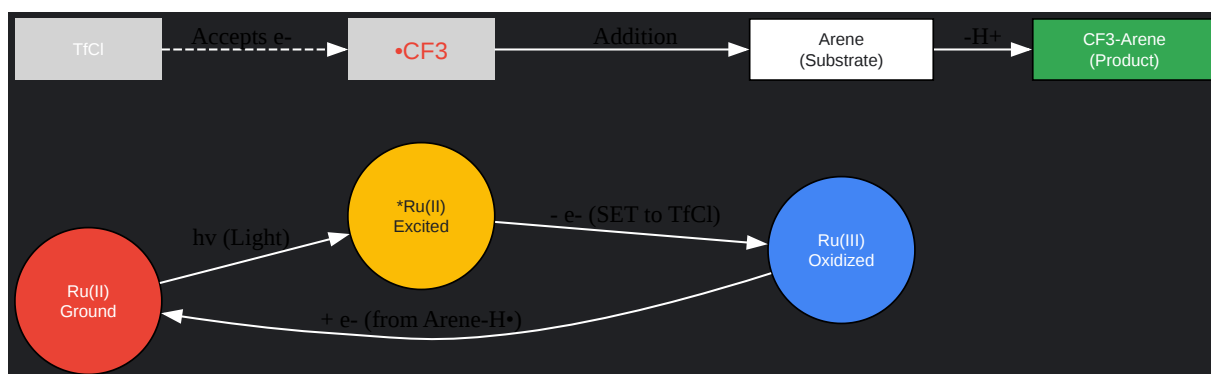 TfCl
Accepts e-
•CF3
Addition
Arene
(Substrate)
-H+
CF3-Arene
(Product)
*Ru(II)
Excited
- e- (SET to TfCl)
Ru(III)
Oxidized
hv (Light)
Ru(II)
Ground
+ e- (from Arene-H•)